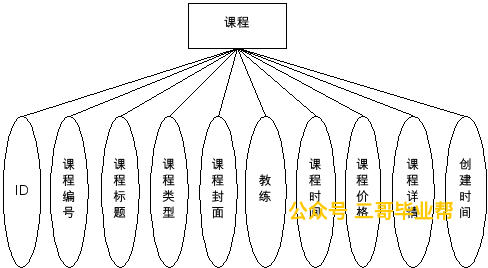 课程
ID
课程编号
课程标题
课程类型
课程封面
教练
课程时间
课程价格
课程详情
创建时间
公众号 二哥毕业帮